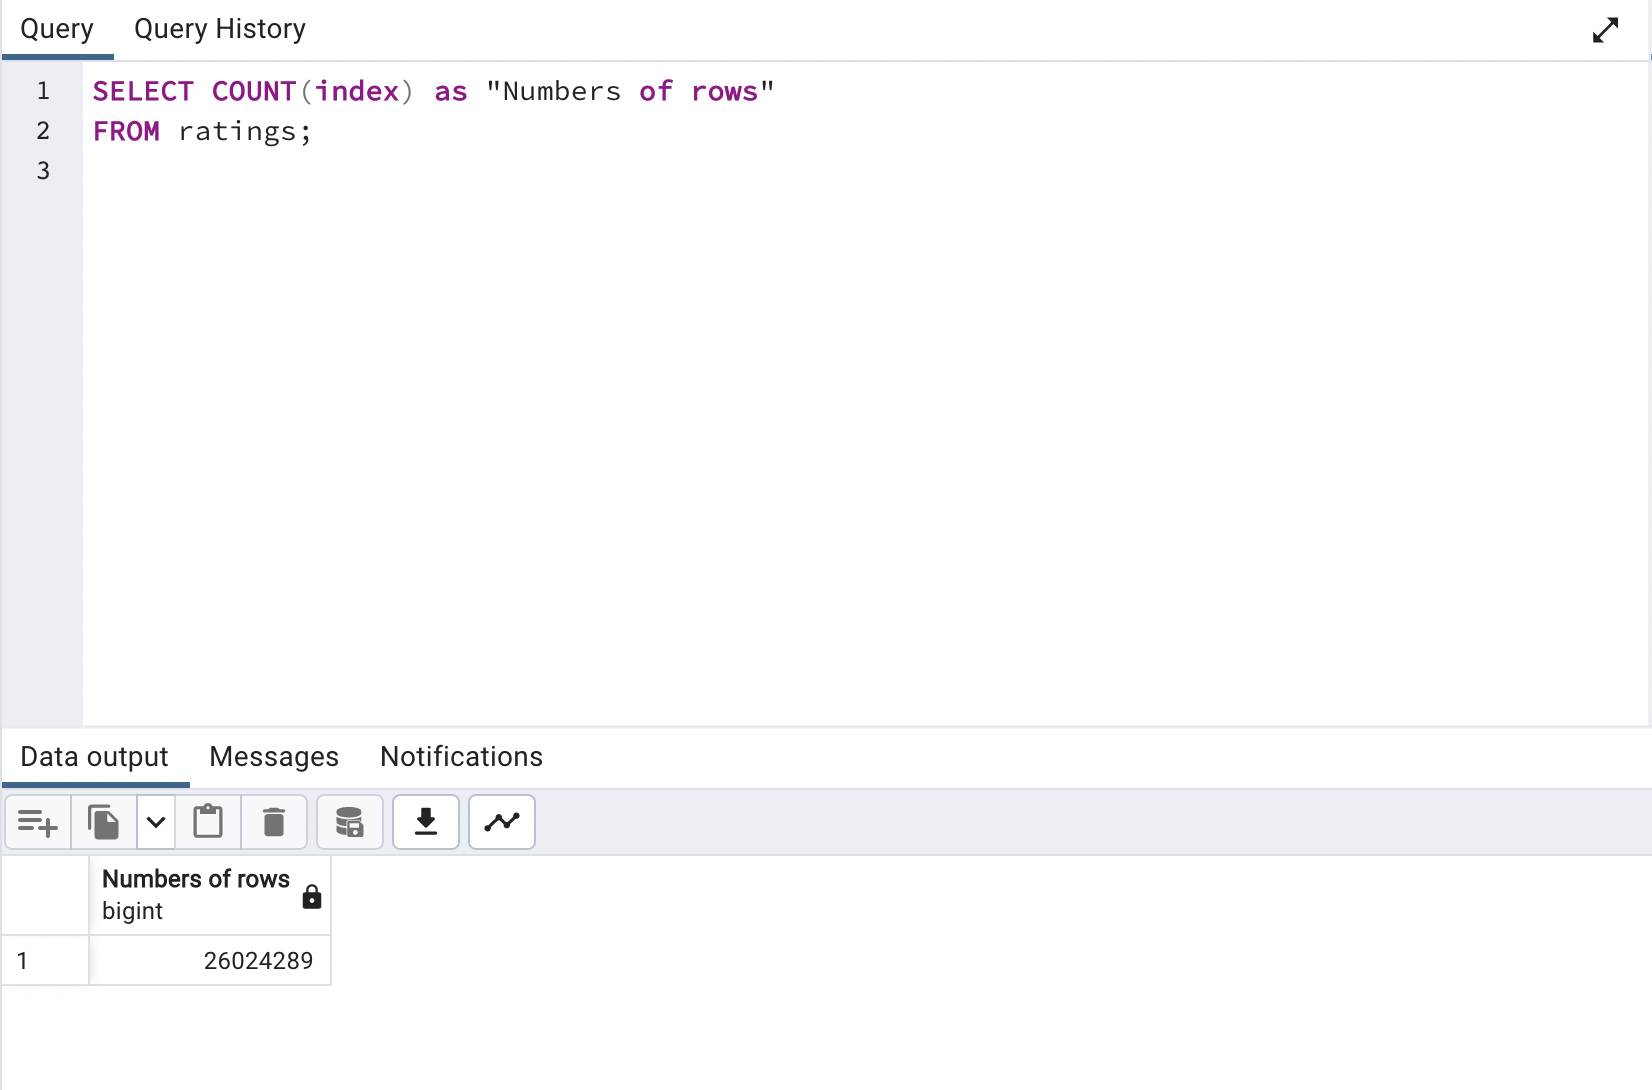 Query Query History
1 SELECT COUNT(index) as "Numbers of rows"
2 FROM ratings;
3
Data output Messages Notifications
Numbers of rows
bigint
1 26024289